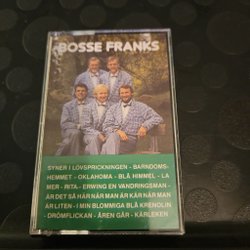 BOSSE FRANKS
SYNER I LOVSPRICKNINGEN - BARNDOMS-
HEMMET - OKLAHOMA - BLÅ HIMMEL - LA
MER - RITA - ERWING EN VANDRINGSMAN -
ÄR DET SÅ HÄR NÄR MAN ÄR KÄR NÄR MAN
ÄR LITEN - I MIN BLOMMIGA BLÅ KRENOLIN
- DRÖMFLICKAN - ÅREN GÅR - KÄRLEKEN